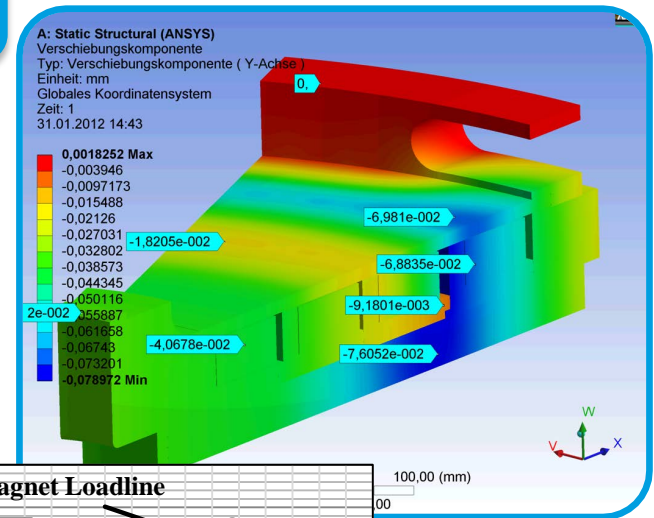 A: Static Structural (ANSYS)
Verschiebungskomponente
Typ: Verschiebungskomponente ( Y-Achse )
Einheit: mm
Globales Koordinatensystem
Zeit: 1
31.01.2012 14:43
0,0018252 Max
-0,003946
-0,0097173
-0,015488
-0,02126
-0,027031
-0,032802
-0,038573
-0,044345
-0,050116
055887
-0,061658
-0,06743
-0,073201
-0,078972 Min
0,
-6,981e-002
-1,8205e-002
-6,8835e-002
-9,1801e-003
2e-002
-4,0678e-002
-7,6052e-002
W
V
X
100,00 (mm)
,00
agnet Loadline